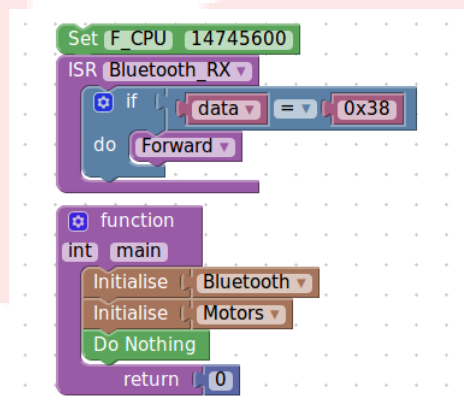 Set F_CPU 14745600
ISR Bluetooth_RX ▾
if data ▾ = ▾ 0x38
do Forward ▾
function
int main
Initialise Bluetooth ▾
Initialise Motors ▾
Do Nothing
return 0